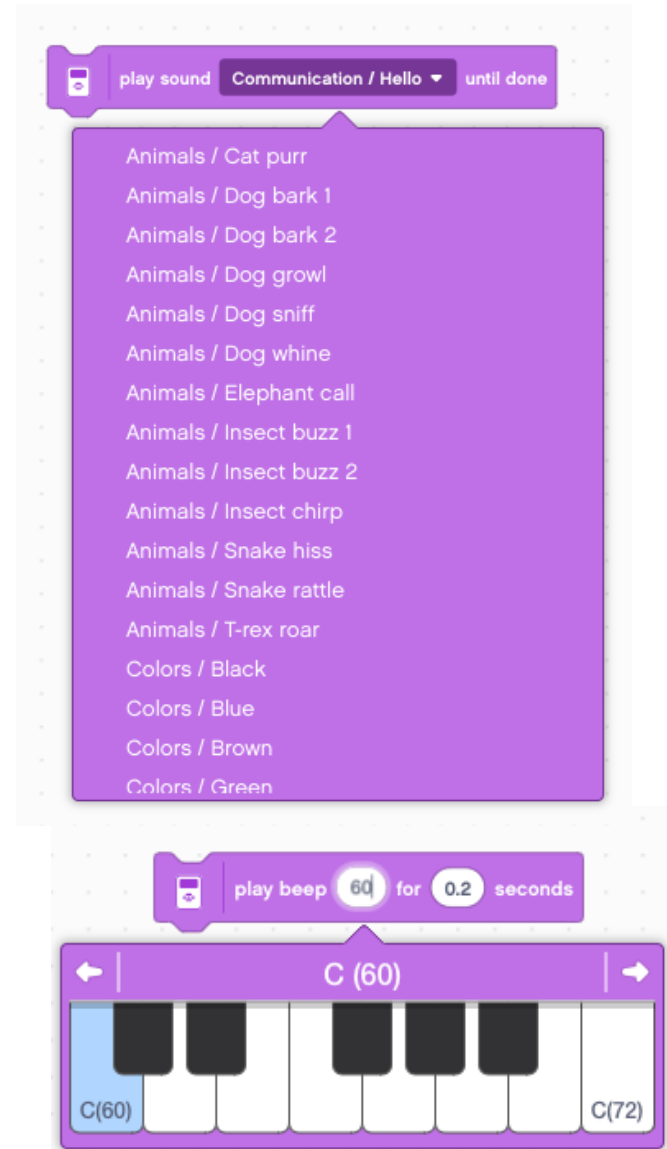 play sound Communication / Hello until done
Animals / Cat purr
Animals / Dog bark 1
Animals / Dog bark 2
Animals / Dog growl
Animals / Dog sniff
Animals / Dog whine
Animals / Elephant call
Animals / Insect buzz 1
Animals / Insect buzz 2
Animals / Insect chirp
Animals / Snake hiss
Animals / Snake rattle
Animals / T-rex roar
Colors / Black
Colors / Blue
Colors / Brown
Colors / Green
play beep 60 for 0.2 seconds
C (60)
C(60) C(72)